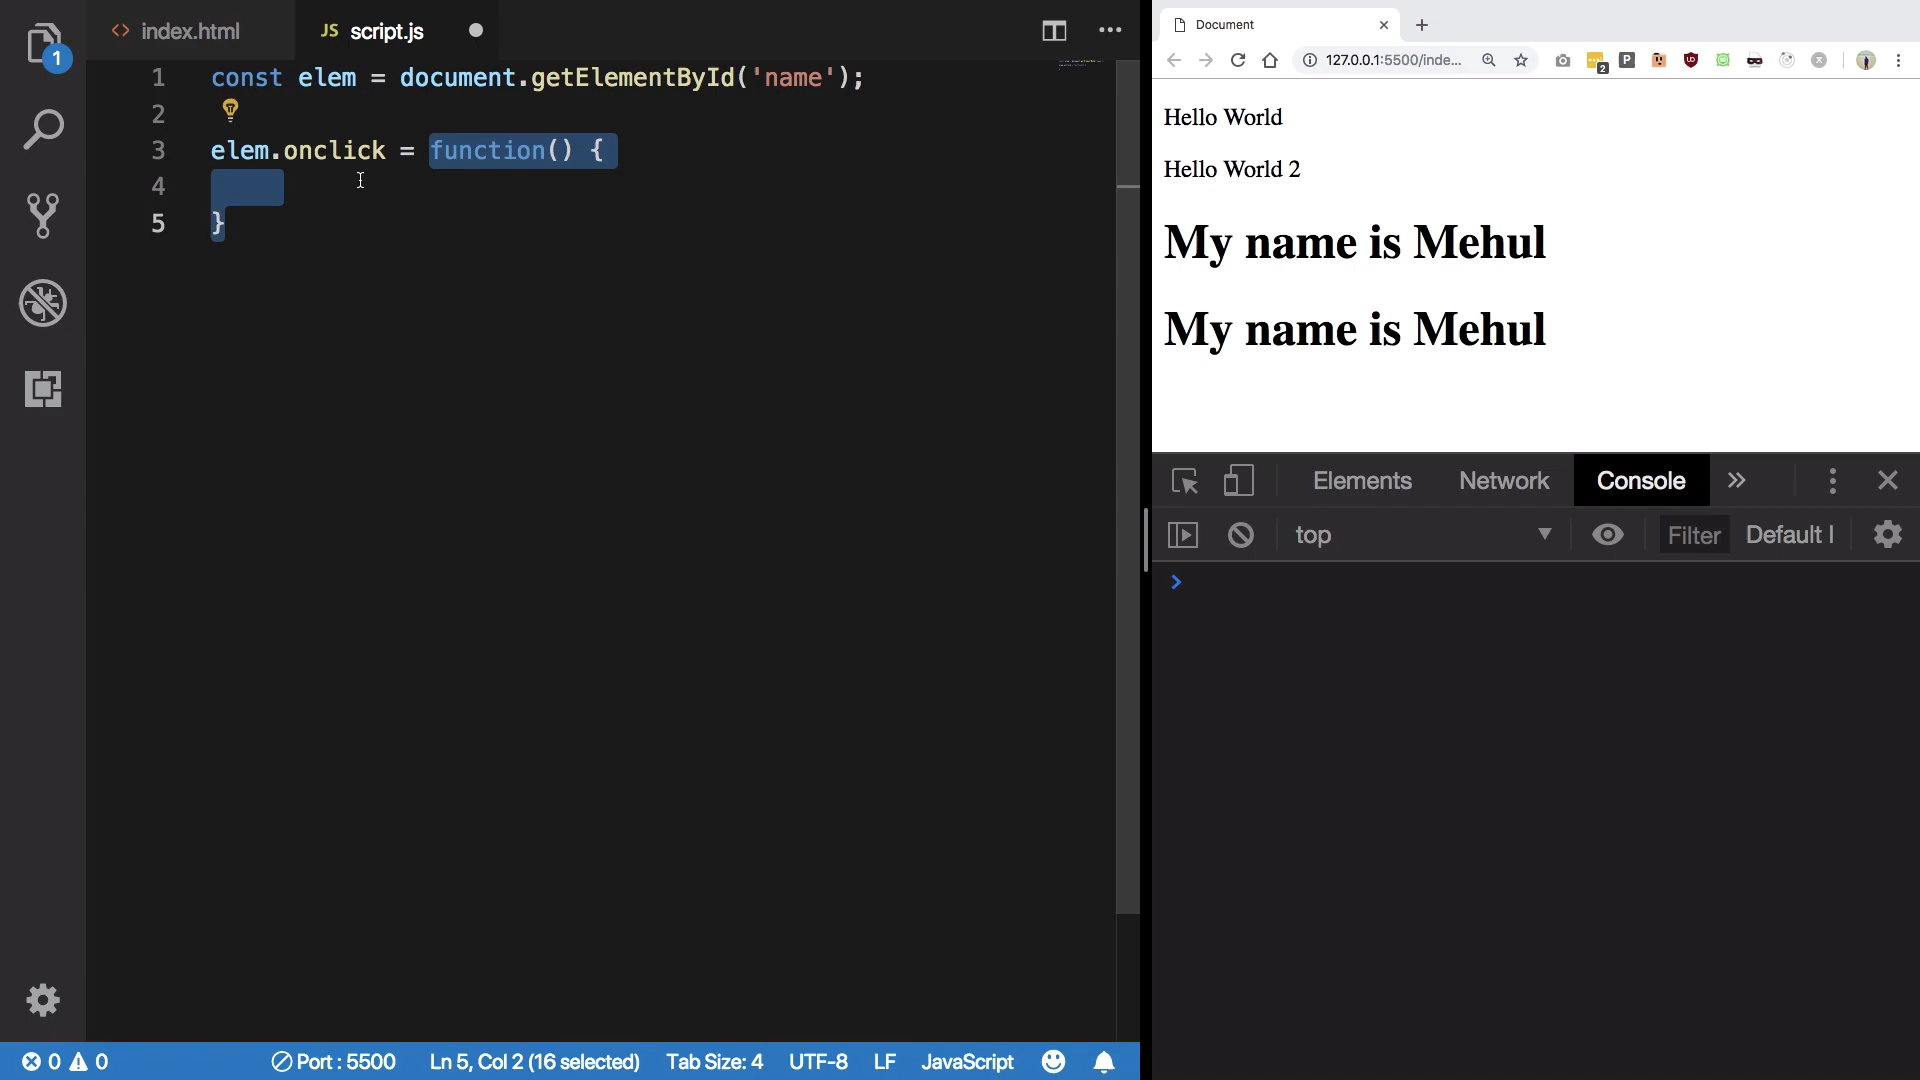 1
index.html
JS script.js
1 const elem = document.getElementById('name');
2
3 elem.onclick = function() {
4
5 }
0 0
Port : 5500
Ln 5, Col 2 (16 selected)
Tab Size: 4
UTF-8
LF
JavaScript
Document
127.0.0.1:5500/inde...
2
P
Hello World
Hello World 2
My name is Mehul
My name is Mehul
Elements
Network
Console
top
Filter
Default l